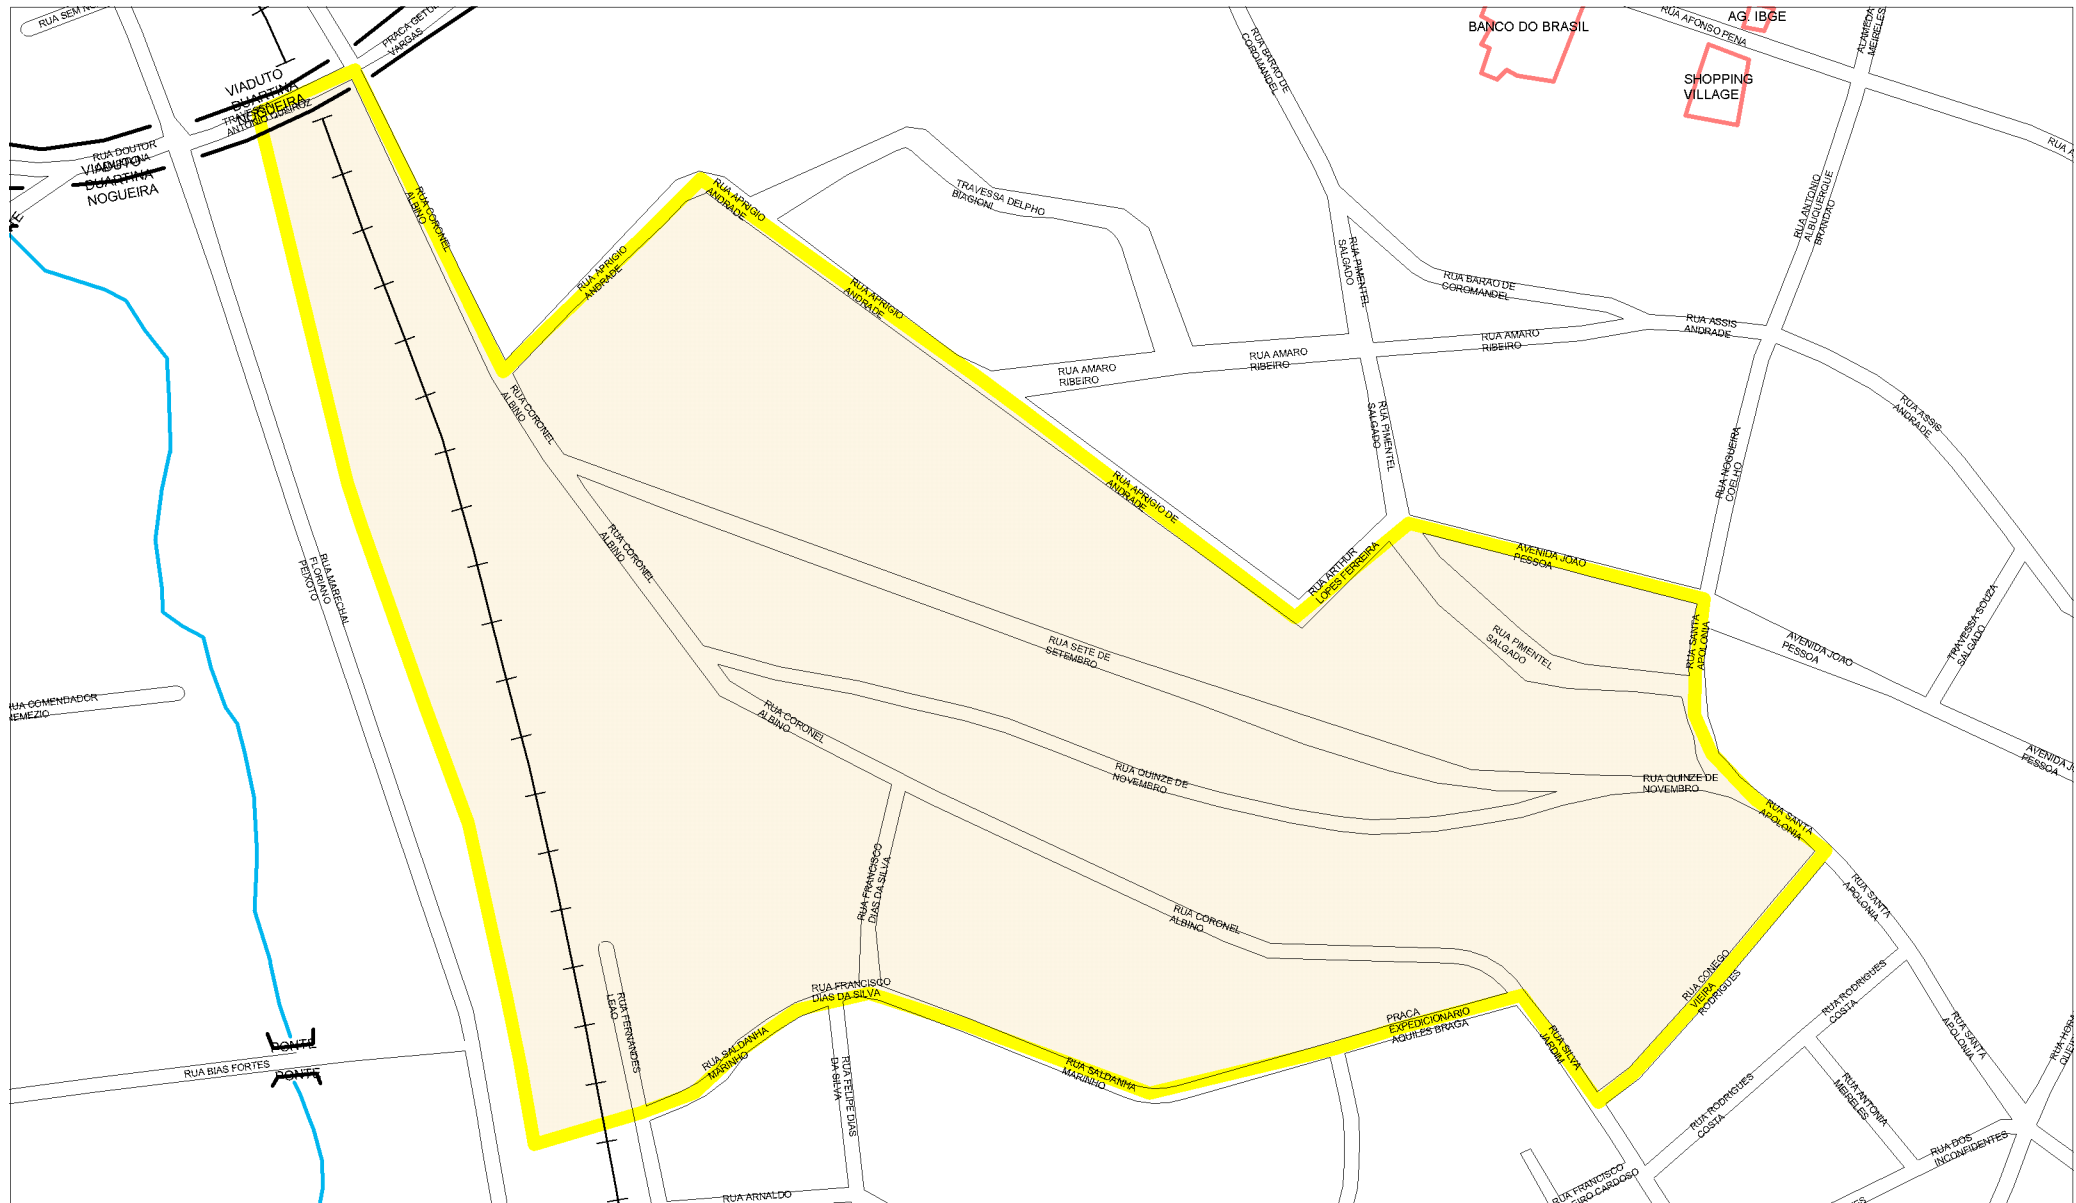 PRACA GETU
VARGAS
VIADUTO
DUARTINA
NOGUEIRA
ANTONIO QUEIROZ
RUA DOUTOR
VIADUTO
DUARTINA
NOGUEIRA
RUA CORONEL
ALBINO
RUA APRIGIO
ANDRADE
RUA APRIGIO
ANDRADE
RUA APRIGIO
ANDRADE
RUA APRIGIO DE
ANDRADE
TRAVESSA DELPHO
BIAGIONI
RUA BARAO DE
COROMANDEL
BANCO DO BRASIL
AG. IBGE
RUA AFONSO PENA
SHOPPING
VILLAGE
ALAMEDA
MEIRELES
RUA A
RUA ANTONIO
ALBUQUERQUE
BRANDAO
RUA PIMENTEL
SALGADO
RUA BARAO DE
COROMANDEL
RUA ASSIS
ANDRADE
RUA AMARO
RIBEIRO
RUA AMARO
RIBEIRO
RUA AMARO
RIBEIRO
RUA PIMENTEL
SALGADO
RUA NOGUEIRA
COELHO
RUA ASSIS
ANDRADE
RUA CORONEL
ALBINO
RUA CORONEL
ALBINO
RUA MARECHAL
FLORIANO
PEIXOTO
RUA ARTHUR
LOPES FERREIRA
AVENIDA JOAO
PESSOA
RUA SANTA
APOLONIA
RUA PIMENTEL
SALGADO
AVENIDA JOAO
PESSOA
TRAVESSA SOUZA
SALGADO
AVENIDA JO
PESSOA
RUA SETE DE
SETEMBRO
RUA CORONEL
ALBINO
RUA QUINZE DE
NOVEMBRO
RUA QUINZE DE
NOVEMBRO
RUA SANTA
APOLONIA
RUA COMENDADOR
REMEZIO
RUA FRANCISCO
DIAS DA SILVA
RUA CORONEL
ALBINO
RUA SANTA
APOLONIA
RUA CONEGO
VIEIRA
RODRIGUES
RUA RODRIGUES
COSTA
RUA SANTA
APOLONIA
RUA FRANCISCO
DIAS DA SILVA
RUA FERNANDES
LEAO
RUA SALDANHA
MARINHO
RUA FELIPE DIAS
DA SILVA
RUA SALDANHA
MARINHO
PRACA
EXPEDICIONARIO
AQUILES BRAGA
RUA SILVA
JARDIM
PONTE
RUA BIAS FORTES
PONTE
RUA RODRIGUES
COSTA
RUA ANTONIA
MEIRELES
RUA DOS
INCONFIDENTES
RUA HORA
QUEI
RUA FRANCISCO
EIRO CARDOSO
RUA ARNALDO